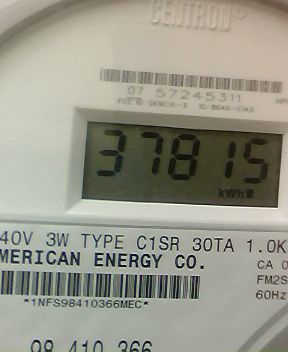 CENTRON®
07 57245311
37815
kWh
40V 3W TYPE C1SR 30TA 1.0K
MERICAN ENERGY CO.
CA 0
FM2S
60Hz
*1NFS98410366MEC*
98 410 366